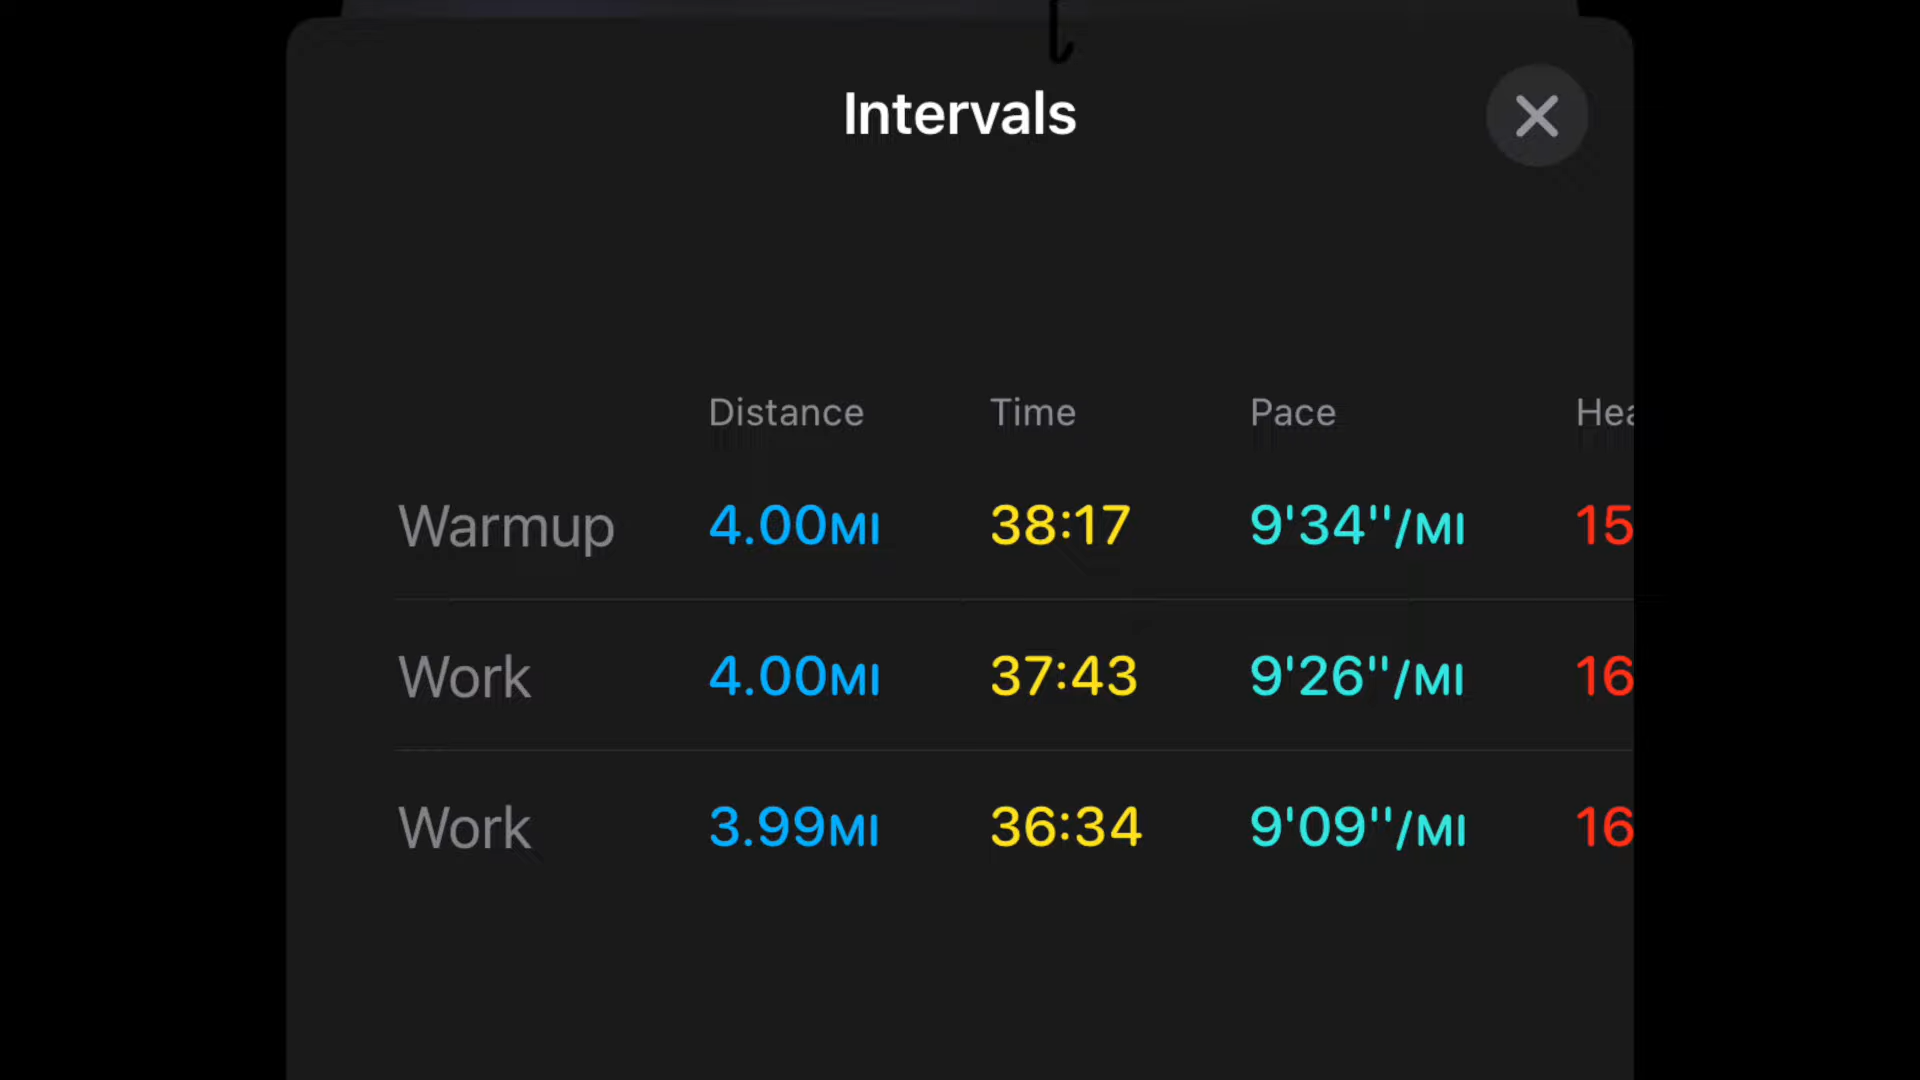 Intervals
Distance Time Pace
Warmup 4.00MI 38:17 9'34"/MI
Work 4.00MI 37:43 9'26"/MI
Work 3.99MI 36:34 9'09"/MI